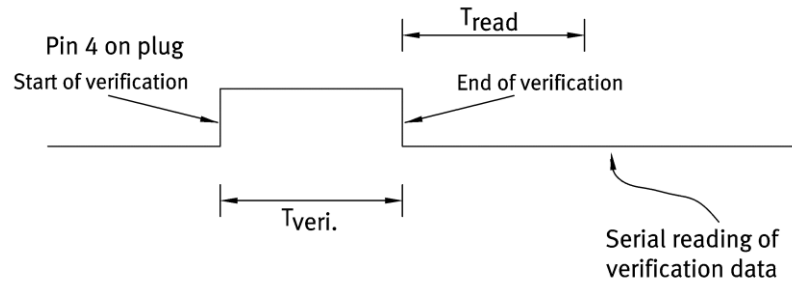 Tread
Pin 4 on plug
Start of verification
End of verification
Tveri.
Serial reading of
verification data